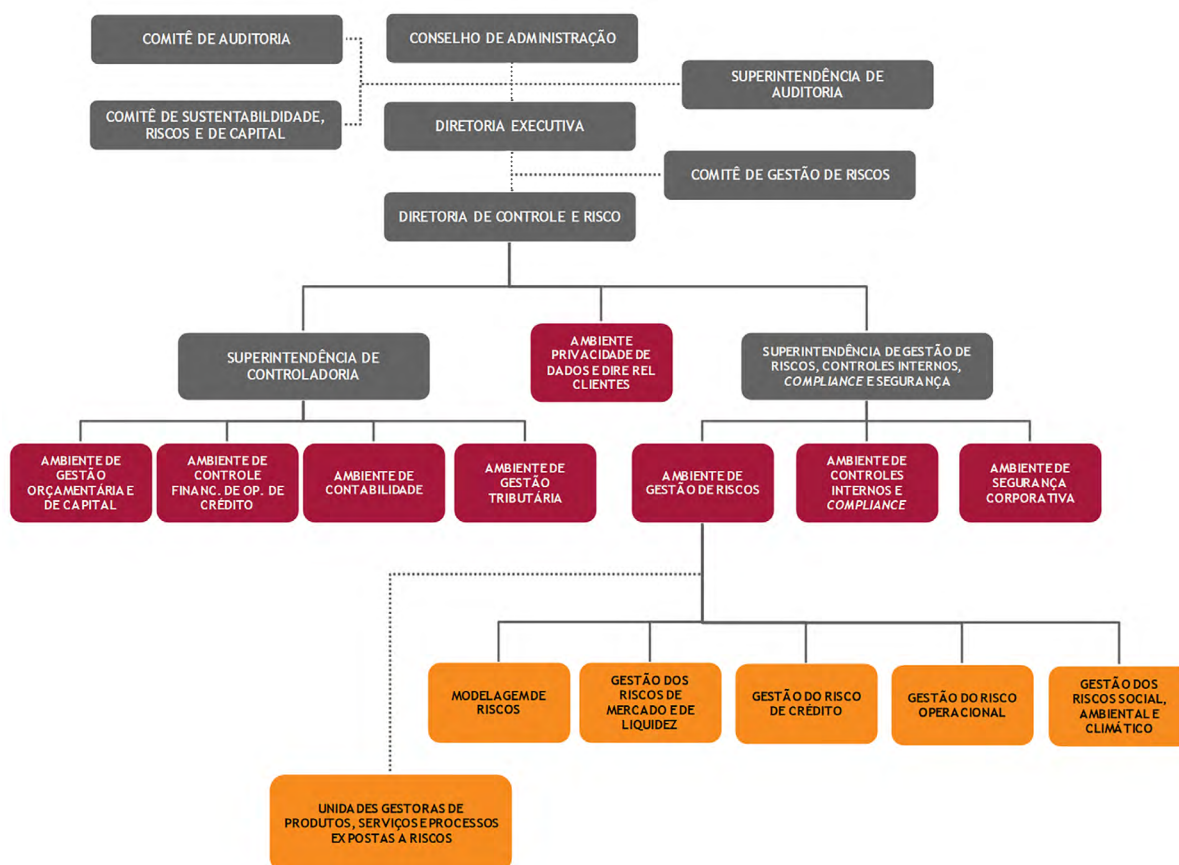 COMITÊ DE AUDITORIA
CONSELHO DE ADMINISTRAÇÃO
SUPERINTENDÊNCIA DE
AUDITORIA
COMITÊ DE SUSTENTABILDIDADE,
RISCOS E DE CAPITAL
DIRETORIA EXECUTIVA
COMITÊ DE GESTÃO DE RISCOS
DIRETORIA DE CONTROLE E RISCO
SUPERINTENDÊNCIA DE
CONTROLADORIA
AMBIENTE
PRIVACIDADE DE
DADOS E DIRE REL
CLIENTES
SUPERINTENDÊNCIA DE GESTÃO DE
RISCOS, CONTROLES INTERNOS,
COMPLIANCE E SEGURANÇA
AMBIENTE DE
GESTÃO
ORÇAMENTÁRIA E
DE CAPITAL
AMBIENTE DE
CONTROLE
FINANC. DE OP. DE
CRÉDITO
AMBIENTE DE
CONTABILIDADE
AMBIENTE DE
GESTÃO
TRIBUTÁRIA
AMBIENTE DE
GESTÃO DE RISCOS
AMBIENTE DE
CONTROLES
INTERNOS E
COMPLIANCE
AMBIENTE DE
SEGURANÇA
CORPORATIVA
MODELAGEM DE
RISCOS
GESTÃO DOS
RISCOS DE
MERCADO E DE
LIQUIDEZ
GESTÃO DO RISCO
DE CRÉDITO
GESTÃO DO RISCO
OPERACIONAL
GESTÃO DOS
RISCOS SOCIAL,
AMBIENTAL E
CLIMÁTICO
UNIDADES GESTORAS DE
PRODUTOS, SERVIÇOS E PROCESSOS
EXPOSTAS A RISCOS